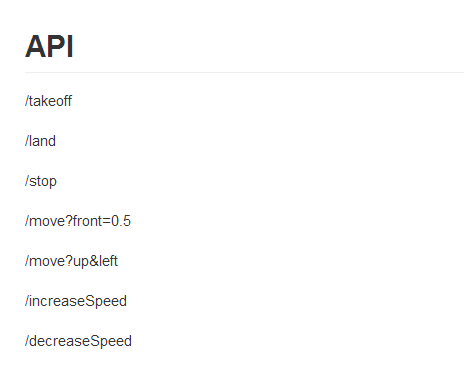 API
/takeoff
/land
/stop
/move?front=0.5
/move?up&left
/increaseSpeed
/decreaseSpeed